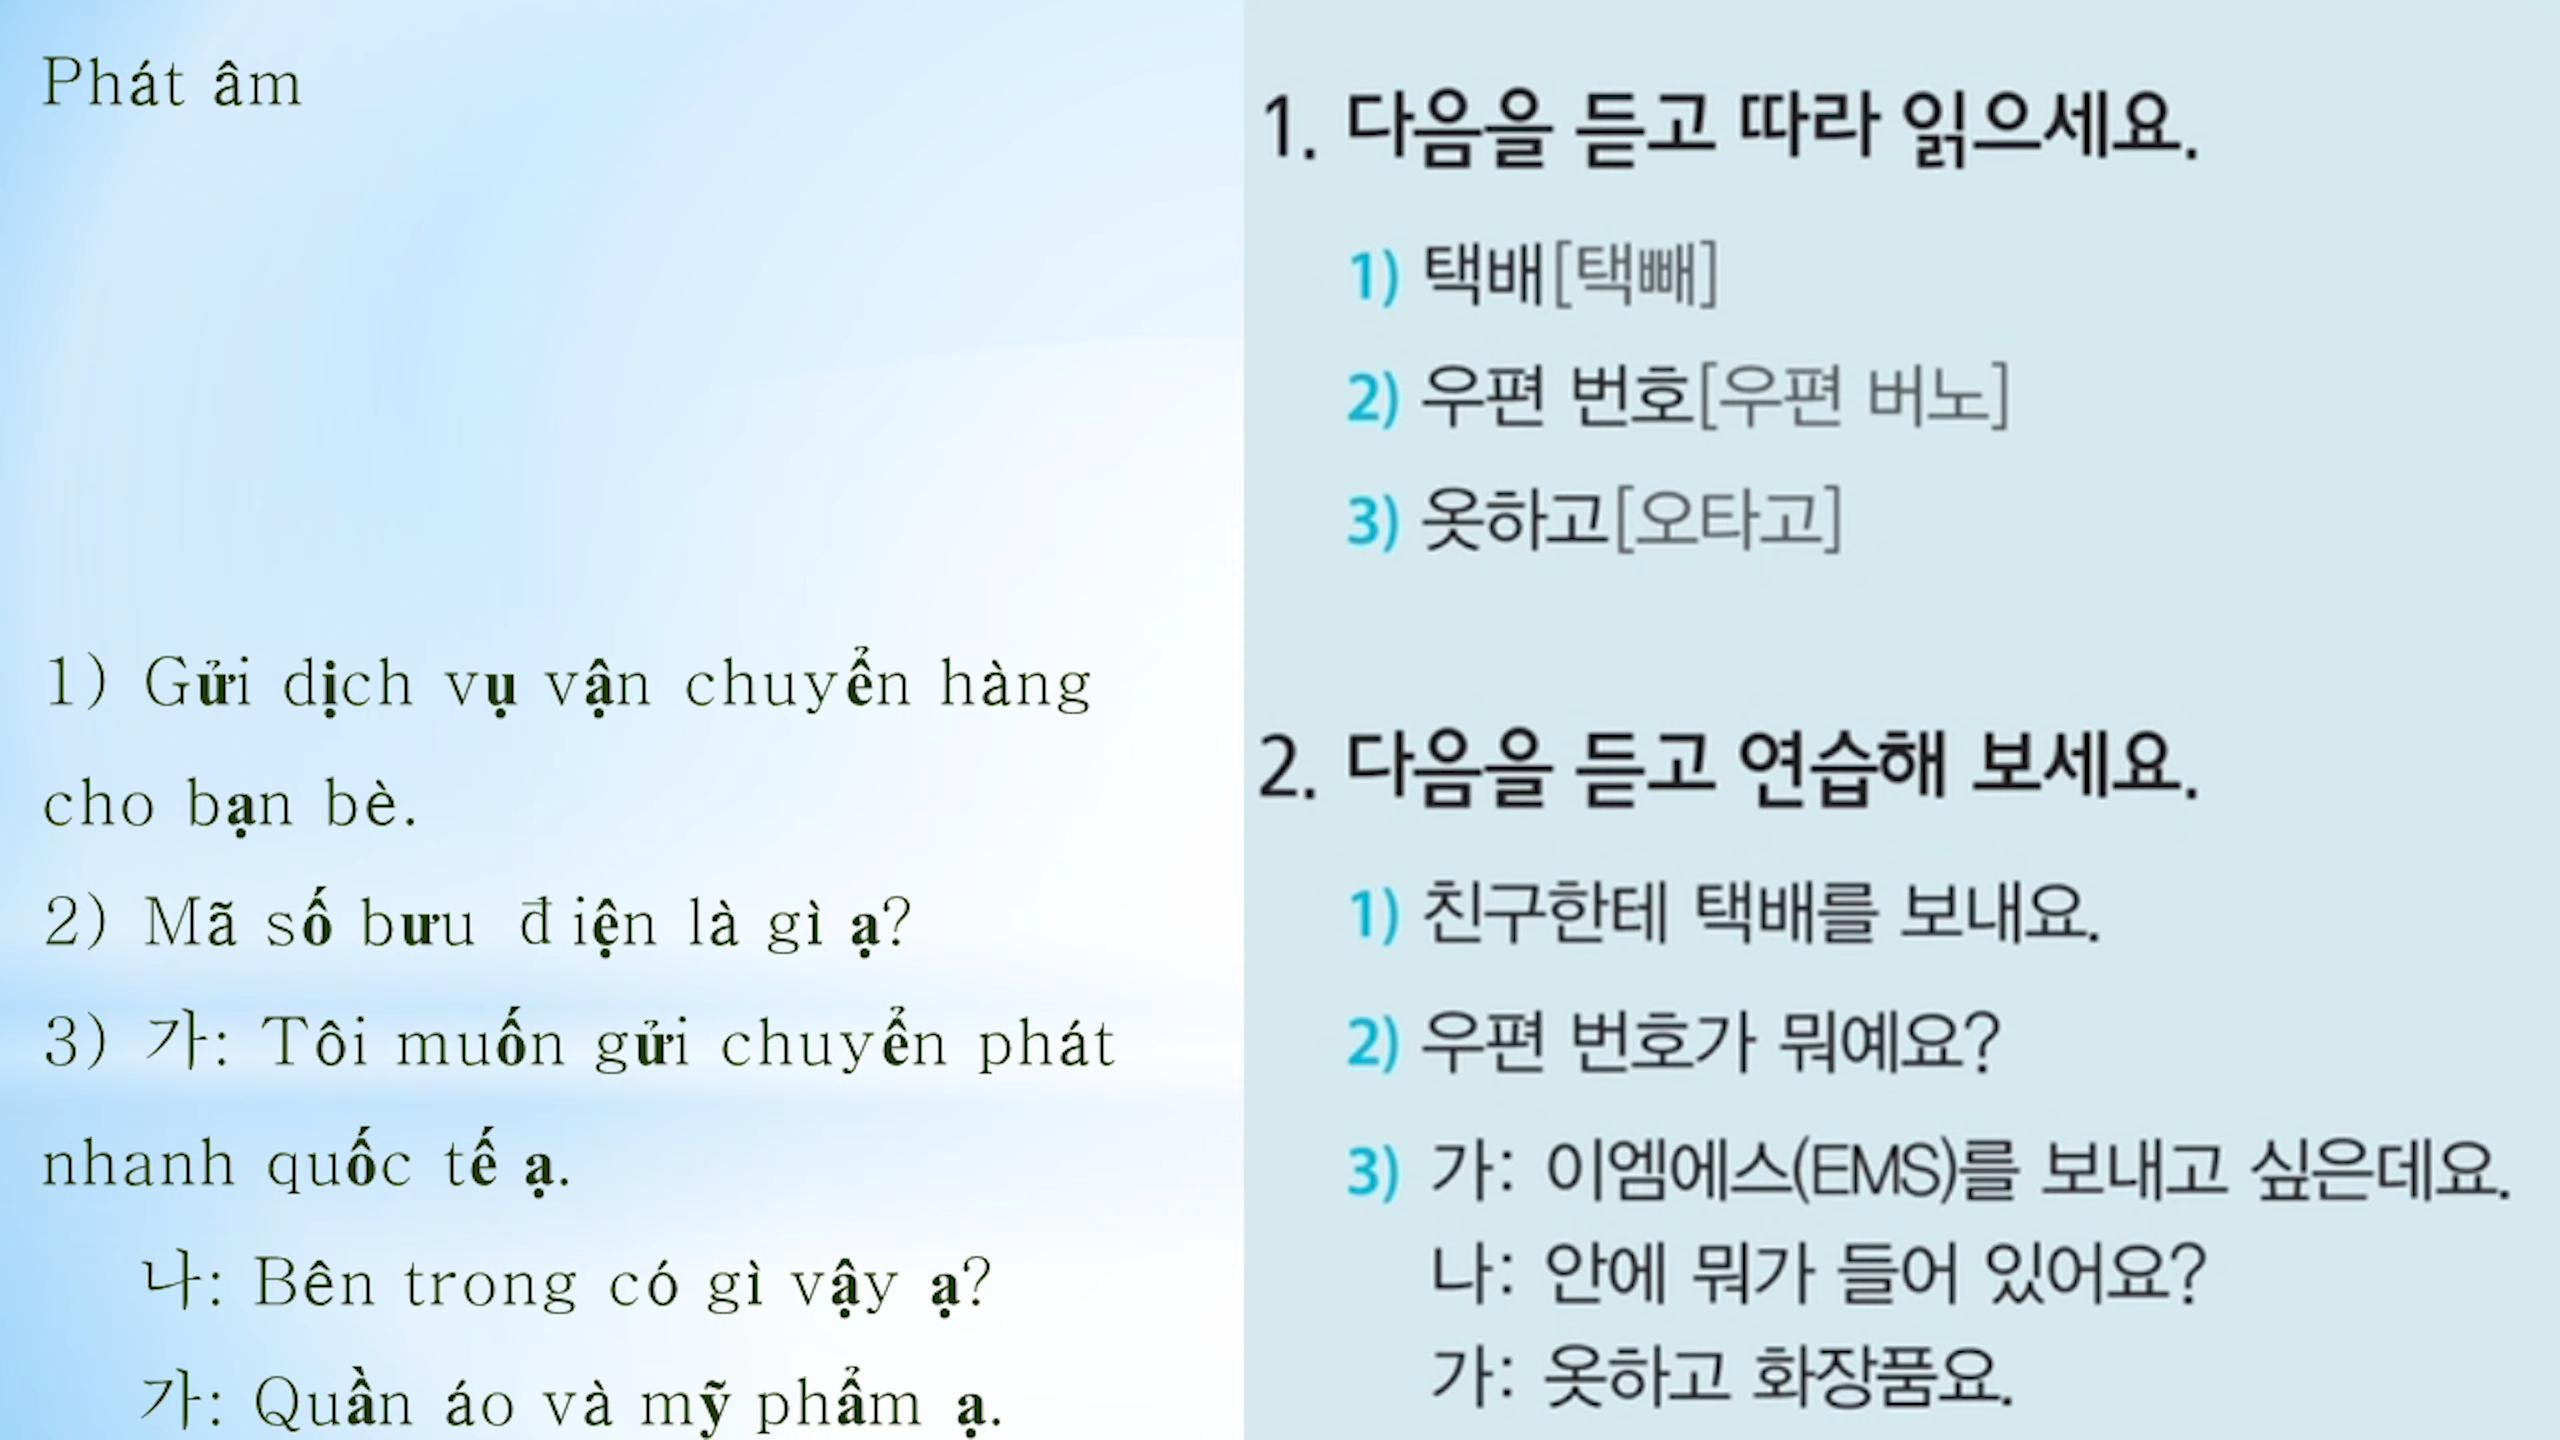 Phát âm
1) Gửi dịch vụ vận chuyển hàng
cho bạn bè.
2) Mã số bưu điện là gì ạ?
3) 가: Tôi muốn gửi chuyển phát
nhanh quốc tế ạ.
나: Bên trong có gì vậy ạ?
가: Quần áo và mỹ phẩm ạ.
1. 다음을 듣고 따라 읽으세요.
1) 택배[택빼]
2) 우편 번호[우편 버노]
3) 옷하고[오타고]
2. 다음을 듣고 연습해 보세요.
1) 친구한테 택배를 보내요.
2) 우편 번호가 뭐예요?
3) 가: 이엠에스(EMS)를 보내고 싶은데요.
나: 안에 뭐가 들어 있어요?
가: 옷하고 화장품요.